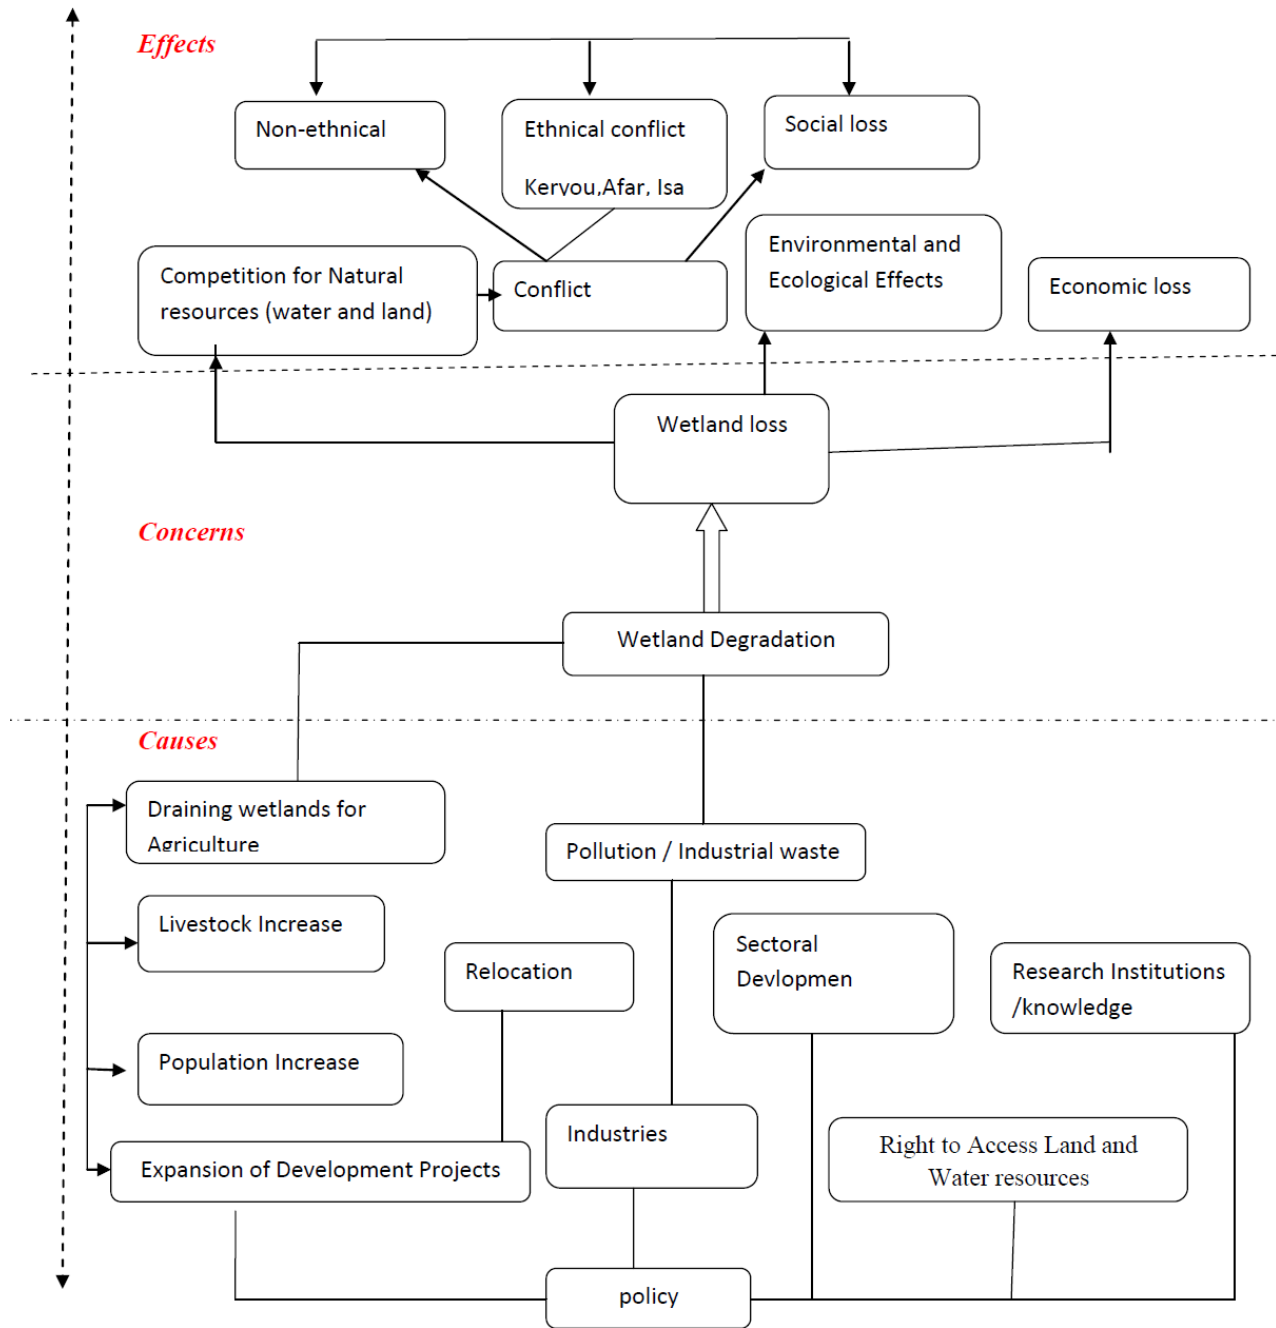 Effects
Non-ethnical
Ethnical conflict
Kervou,Afar, Isa
Social loss
Competition for Natural
resources (water and land)
Conflict
Environmental and
Ecological Effects
Economic loss
Wetland loss
Concerns
Wetland Degradation
Causes
Draining wetlands for
Agriculture
Pollution / Industrial waste
Livestock Increase
Relocation
Sectoral
Devlopmen
Research Institutions
/knowledge
Population Increase
Industries
Right to Access Land and
Water resources
Expansion of Development Projects
policy